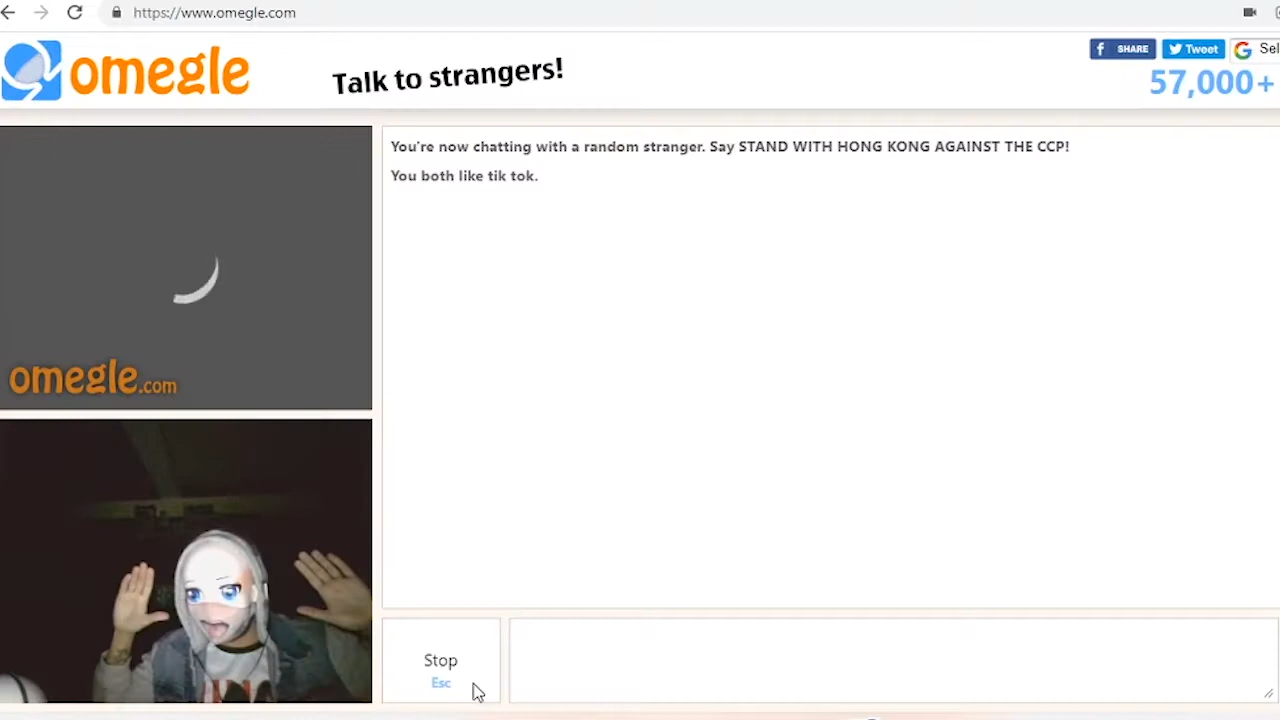 https://www.omegle.com
omegle
Talk to strangers!
SHARE
Tweet
G
Sel
57,000+
You're now chatting with a random stranger. Say STAND WITH HONG KONG AGAINST THE CCP!
You both like tik tok.
omegle.com
Stop
Esc